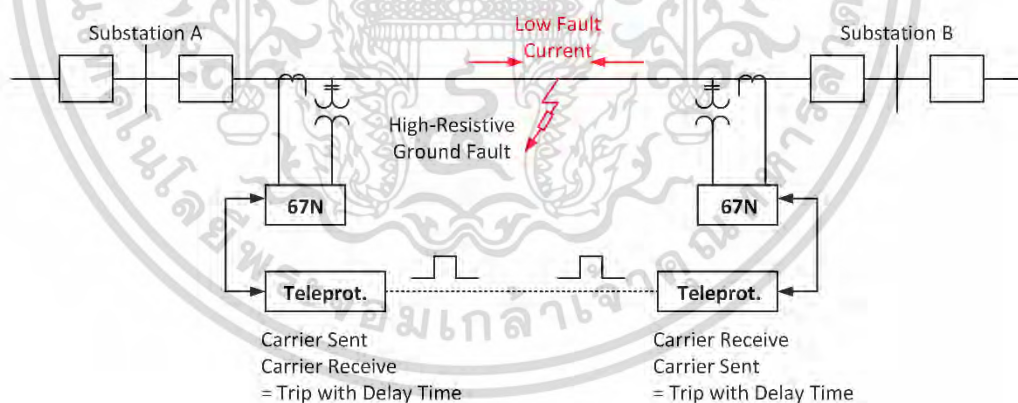 Substation A
Low Fault
Current
Substation B
High-Resistive
Ground Fault
67N
67N
Teleprot.
Teleprot.
Carrier Sent
Carrier Receive
= Trip with Delay Time
Carrier Receive
Carrier Sent
= Trip with Delay Time